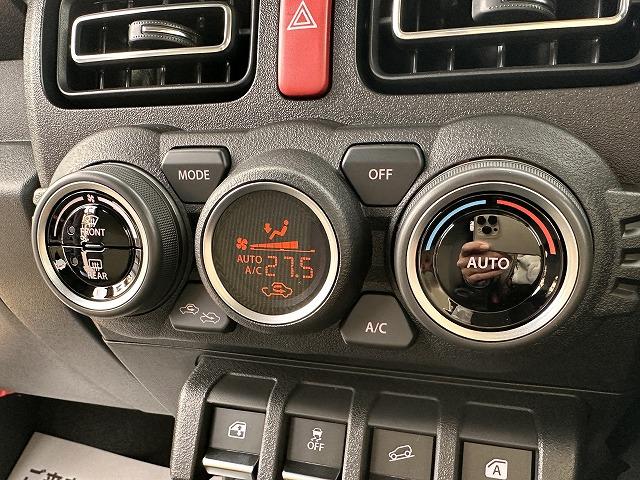 MODE
OFF
FRONT
REAR
AUTO
A/C 27.5
AUTO
A/C
OFF
A